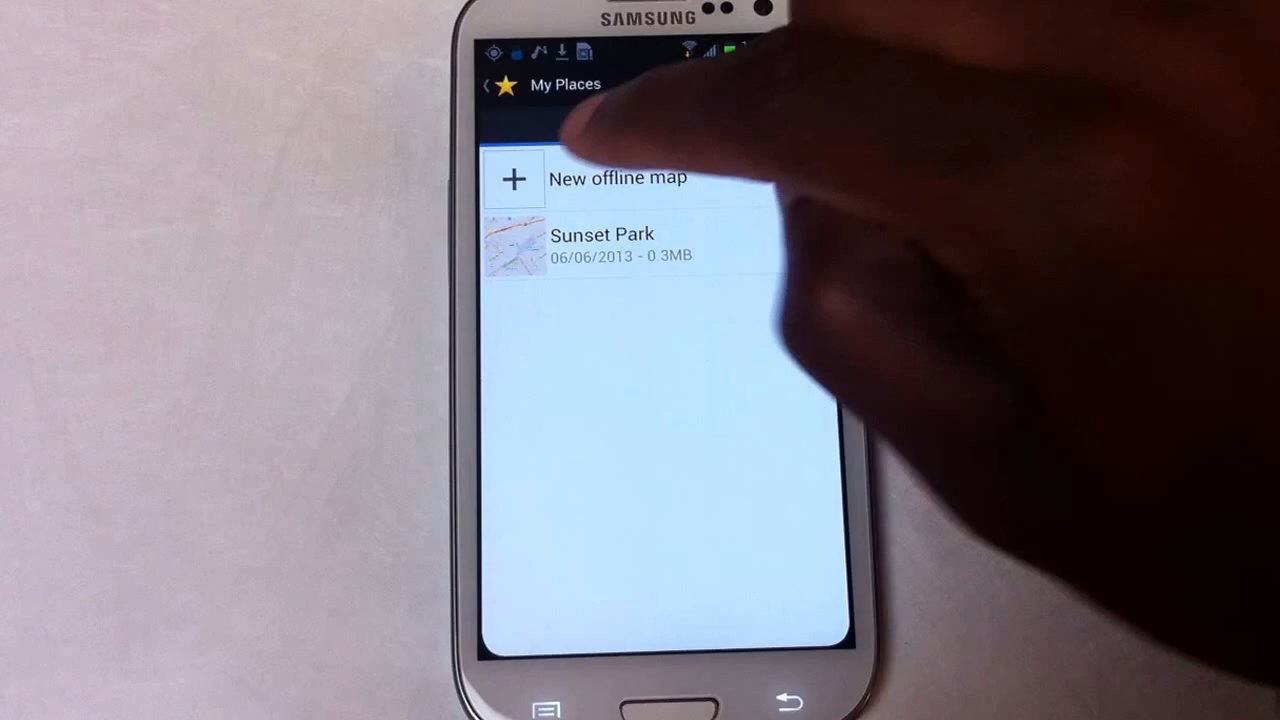 SAMSUNG
My Places
New offline map
Sunset Park
06/06/2013 - 0.3MB